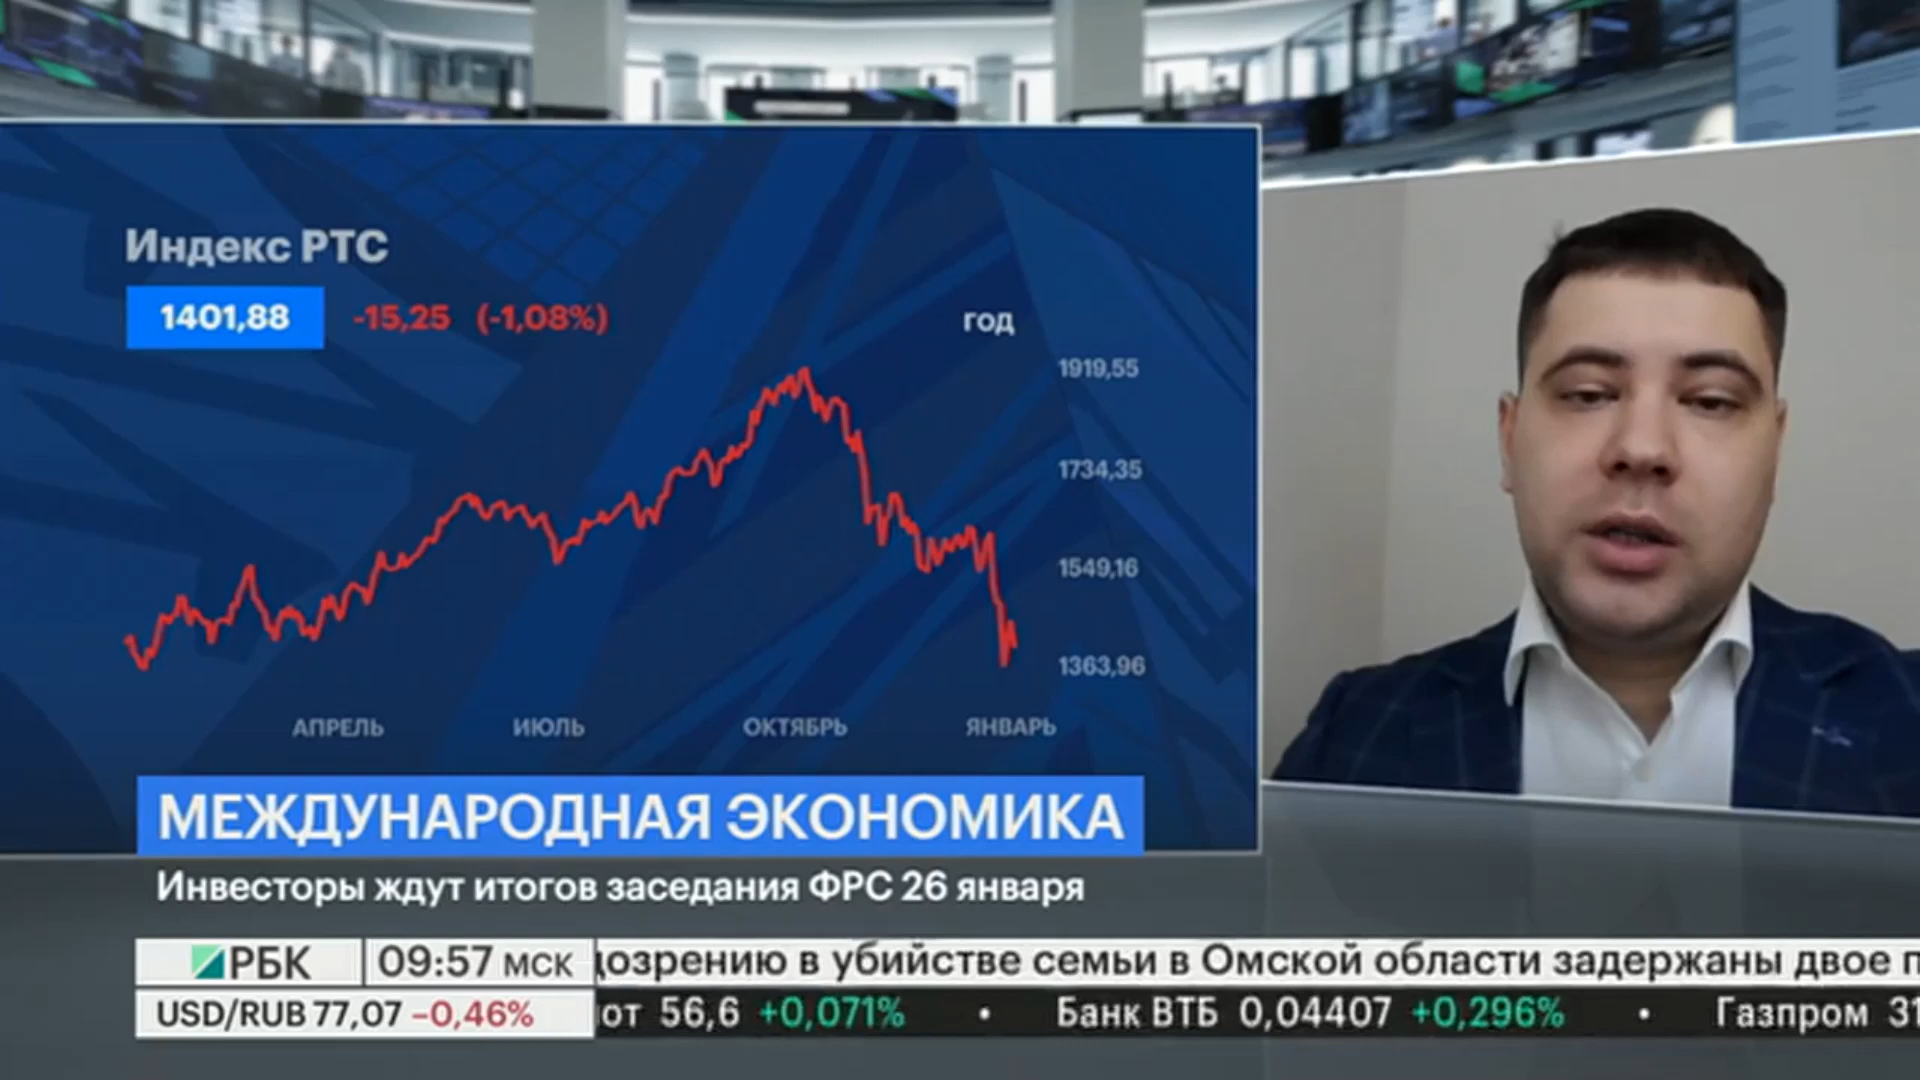 Индекс РТС
1401,88 -15,25 (-1,08%)
ГОД
1919,55
1734,35
1549,16
1363,96
АПРЕЛЬ ИЮЛЬ ОКТЯБРЬ ЯНВАРЬ
МЕЖДУНАРОДНАЯ ЭКОНОМИКА
Инвесторы ждут итогов заседания ФРС 26 января
РБК 09:57 МСК дозрению в убийстве семьи в Омской области задержаны двое п
USD/RUB 77,07 -0,46% от 56,6 +0,071% • Банк ВТБ 0,04407 +0,296% • Газпром 31